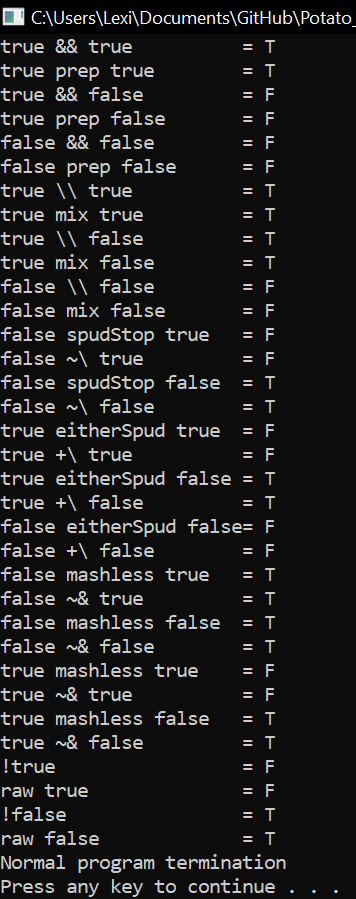 C:\Users\Lexi\Documents\GitHub\Potato_
true && true = T
true prep true = T
true && false = F
true prep false = F
false && false = F
false prep false = F
true \\ true = T
true mix true = T
true \\ false = T
true mix false = T
false \\ false = F
false mix false = F
false spudStop true = F
false ~\ true = F
false spudStop false = T
false ~\ false = T
true eitherSpud true = F
true +\ true = F
true eitherSpud false = T
true +\ false = T
false eitherSpud false= F
false +\ false = F
false mashless true = T
false ~& true = T
false mashless false = T
false ~& false = T
true mashless true = F
true ~& true = F
true mashless false = T
true ~& false = T
!true = F
raw true = F
!false = T
raw false = T
Normal program termination
Press any key to continue . . .